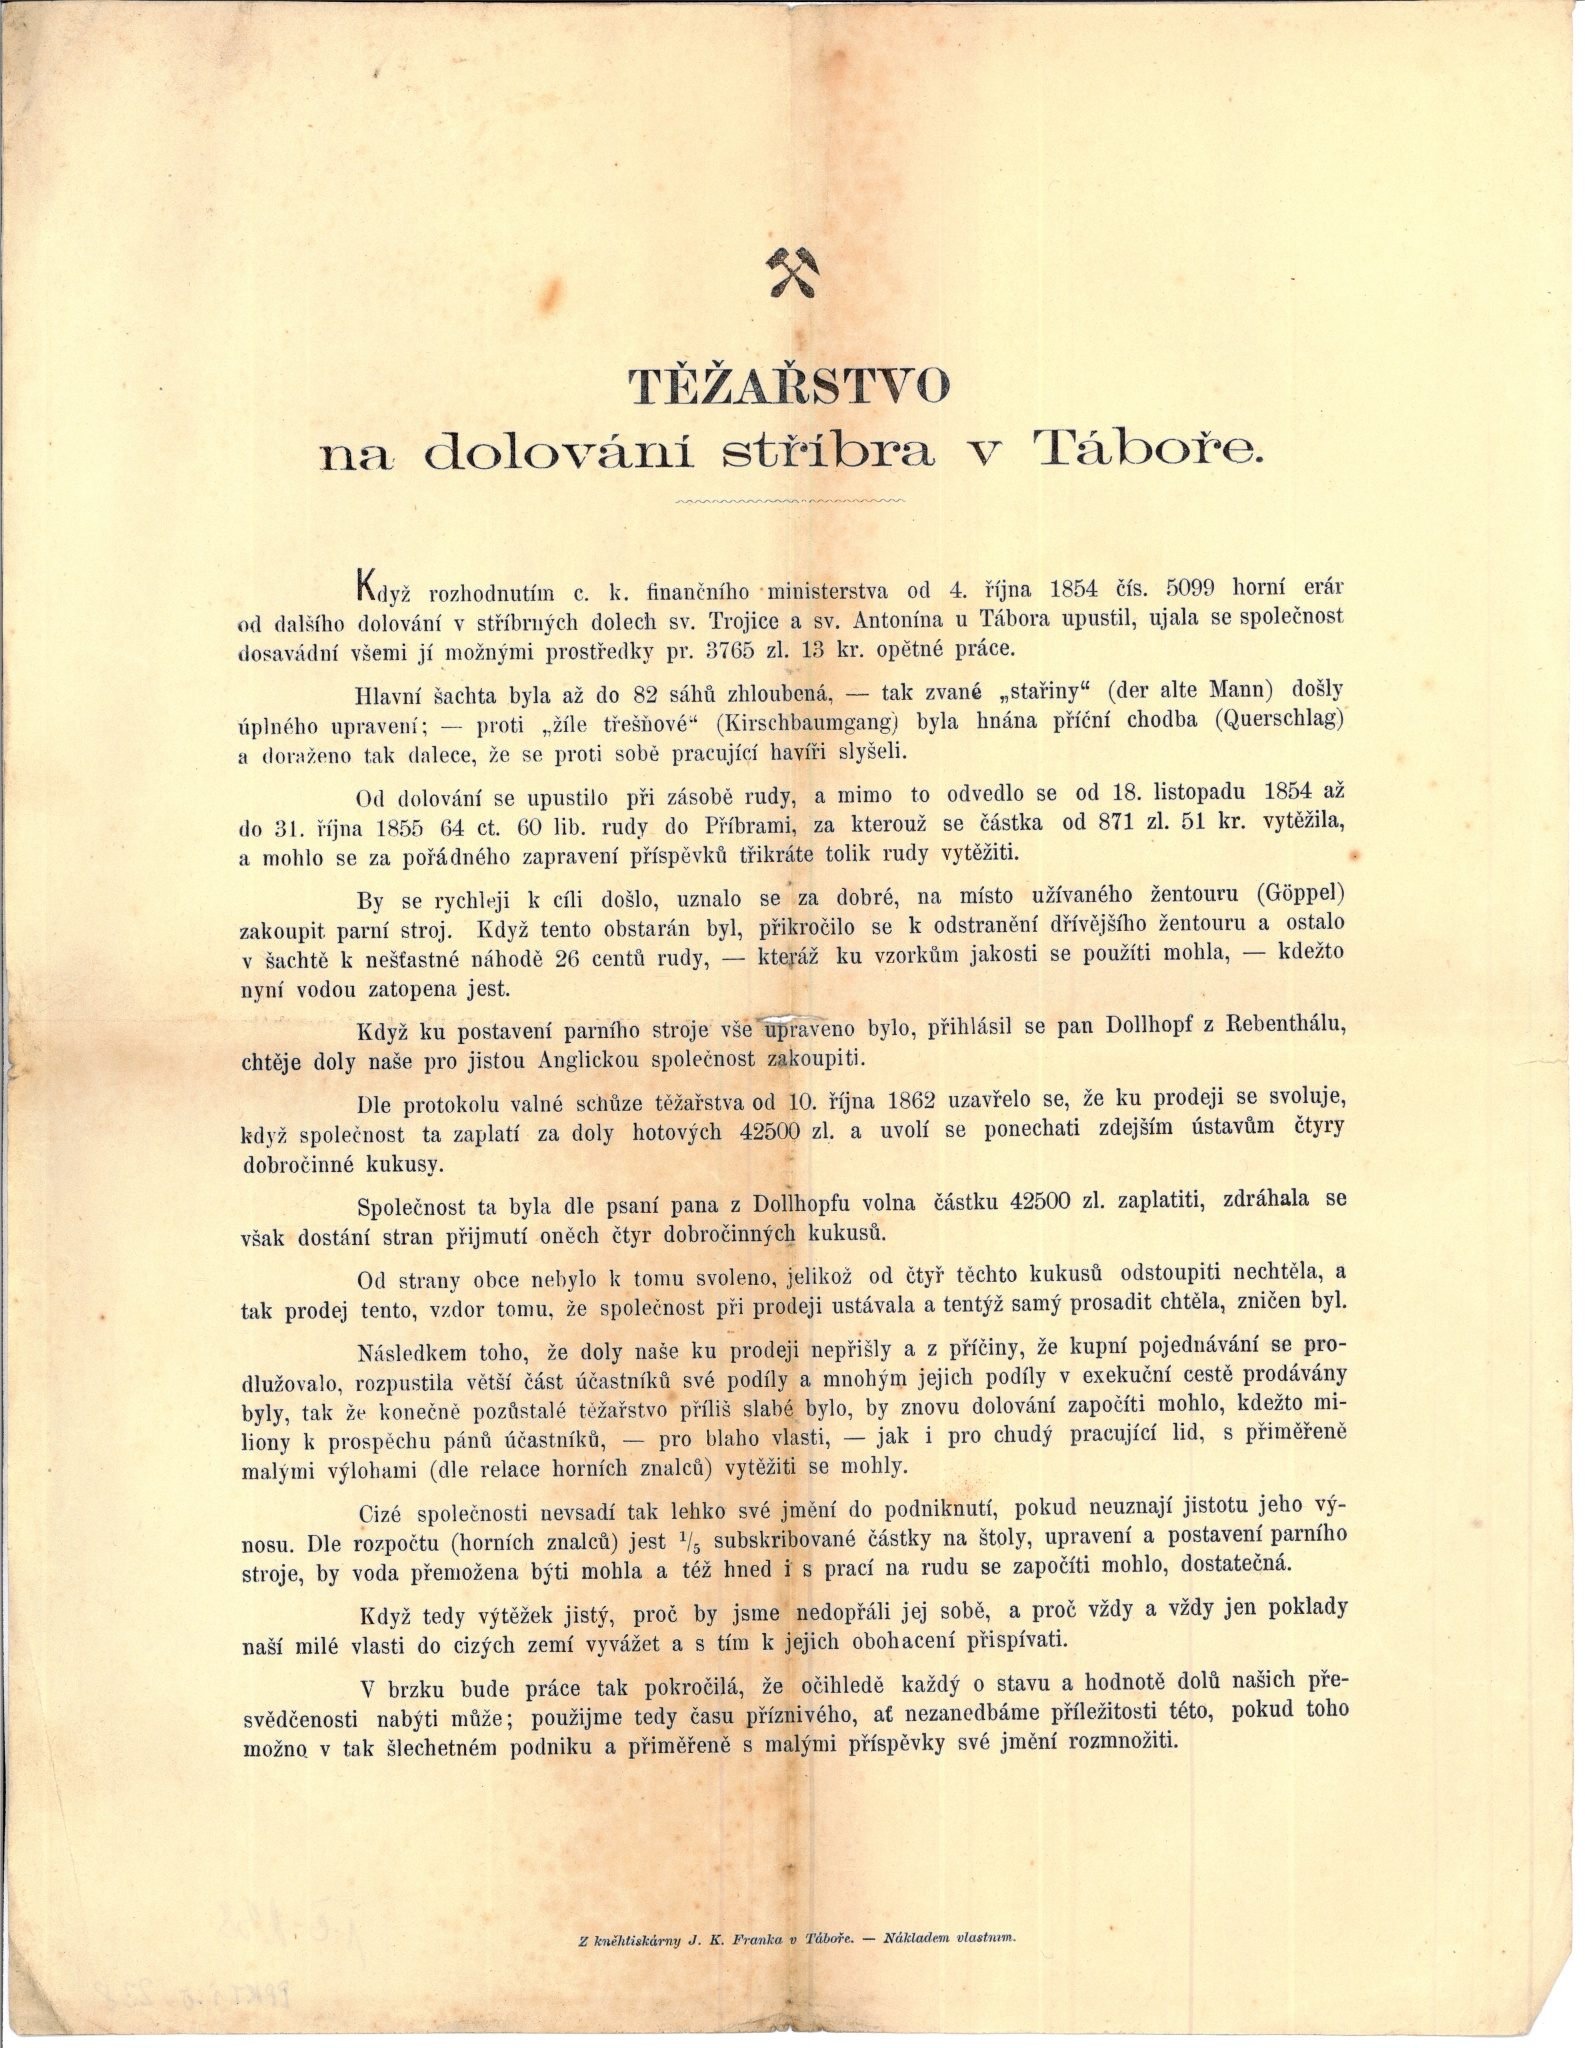 TĚŽAŘSTVO
na dolování stříbra v Táboře.
Když rozhodnutím c. k. finančního ministerstva od 4. října 1854 čís. 5099 horní erár
od dalšího dolování v stříbrných dolech sv. Trojice a sv. Antonína u Tábora upustil, ujala se společnost
dosavádní všemi jí možnými prostředky pr. 3765 zl. 13 kr. opětné práce.
Hlavní šachta byla až do 82 sáhů zhloubená, — tak zvané „stařiny“ (der alte Mann) došly
úplného upravení; — proti „žíle třešňové“ (Kirschbaumgang) byla hnána příční chodba (Querschlag)
a doraženo tak dalece, že se proti sobě pracující havíři slyšeli.
Od dolování se upustilo při zásobě rudy, a mimo to odvedlo se od 18. listopadu 1854 až
do 31. října 1855 64 ct. 60 lib. rudy do Příbrami, za kterouž se částka od 871 zl. 51 kr. vytěžila,
a mohlo se za pořádného zapravení příspěvků třikráte tolik rudy vytěžiti.
By se rychleji k cíli došlo, uznalo se za dobré, na místo užívaného žentouru (Göppel)
zakoupit parní stroj. Když tento obstarán byl, přikročilo se k odstranění dřívějšího žentouru a ostalo
v šachtě k nešťastné náhodě 26 centů rudy, — kteráž ku vzorkům jakosti se použíti mohla, — kdežto
nyní vodou zatopena jest.
Když ku postavení parního stroje vše upraveno bylo, přihlásil se pan Dollhopf z Rebenthálu,
chtěje doly naše pro jistou Anglickou společnost zakoupiti.
Dle protokolu valné schůze těžařstva od 10. října 1862 uzavřelo se, že ku prodeji se svoluje,
když společnost ta zaplatí za doly hotových 42500 zl. a uvolí se ponechati zdejším ústavům čtyry
dobročinné kukusy.
Společnost ta byla dle psaní pana z Dollhopfu volna částku 42500 zl. zaplatiti, zdráhala se
však dostání stran přijmutí oněch čtyr dobročinných kukusů.
Od strany obce nebylo k tomu svoleno, jelikož od čtyř těchto kukusů odstoupiti nechtěla, a
tak prodej tento, vzdor tomu, že společnost při prodeji ustávala a tentýž samý prosadit chtěla, zničen byl.
Následkem toho, že doly naše ku prodeji nepřišly a z příčiny, že kupní pojednávání se pro-
dlužovalo, rozpustila větší část účastníků své podíly a mnohým jejich podíly v exekuční cestě prodávány
byly, tak že konečně pozůstalé těžařstvo příliš slabé bylo, by znovu dolování započíti mohlo, kdežto mi-
liony k prospěchu pánů účastníků, — pro blaho vlasti, — jak i pro chudý pracující lid, s přiměřeně
malými výlohami (dle relace horních znalců) vytěžiti se mohly.
Cizé společnosti nevsadí tak lehko své jmění do podniknutí, pokud neuznají jistotu jeho vý-
nosu. Dle rozpočtu (horních znalců) jest 1/5 subskribované částky na štoly, upravení a postavení parního
stroje, by voda přemožena býti mohla a též hned i s prací na rudu se započíti mohlo, dostatečná.
Když tedy výtěžek jistý, proč by jsme nedopřáli jej sobě, a proč vždy a vždy jen poklady
naší milé vlasti do cizých zemí vyvážet a s tím k jejich obohacení přispívati.
V brzku bude práce tak pokročilá, že očihledě každý o stavu a hodnotě dolů našich pře-
svědčenosti nabýti může; použijme tedy času příznivého, ať nezanedbáme příležitosti této, pokud toho
možno v tak šlechetném podniku a přiměřeně s malými příspěvky své jmění rozmnožiti.
Z kněhtiskárny J. K. Franka v Táboře. — Nákladem vlastním.